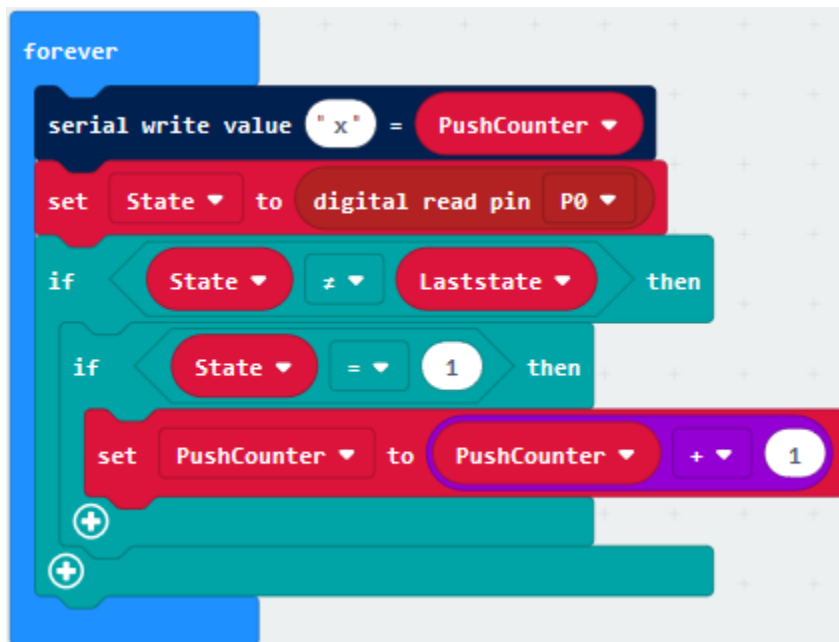 forever
serial write value "x" = PushCounter
set State to digital read pin P0
if State ≠ Laststate then
if State = 1 then
set PushCounter to PushCounter + 1